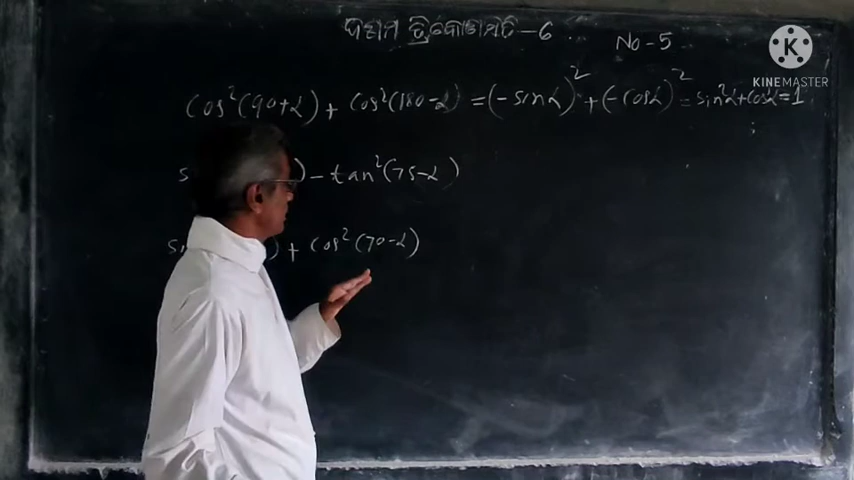 ଦଶମ ତ୍ରିକୋଣମିତି -6
No-5
KINEMASTER
cos²(90+α) + cos²(180-α) = (-sinα)² + (-cosα)² = sin²α+cos²α=1
) - tan²(75-α)
) + cos²(70-α)